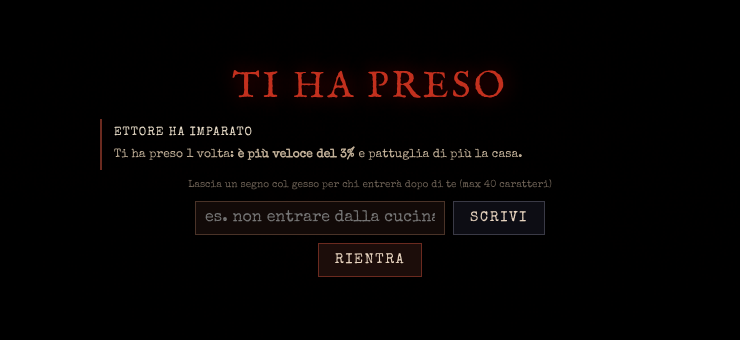 TI HA PRESO
ETTORE HA IMPARATO
Ti ha preso 1 volta: è più veloce del 3% e pattuglia di più la casa.
Lascia un segno col gesso per chi entrerà dopo di te (max 40 caratteri)
es. non entrare dalla cucina
SCRIVI
RIENTRA